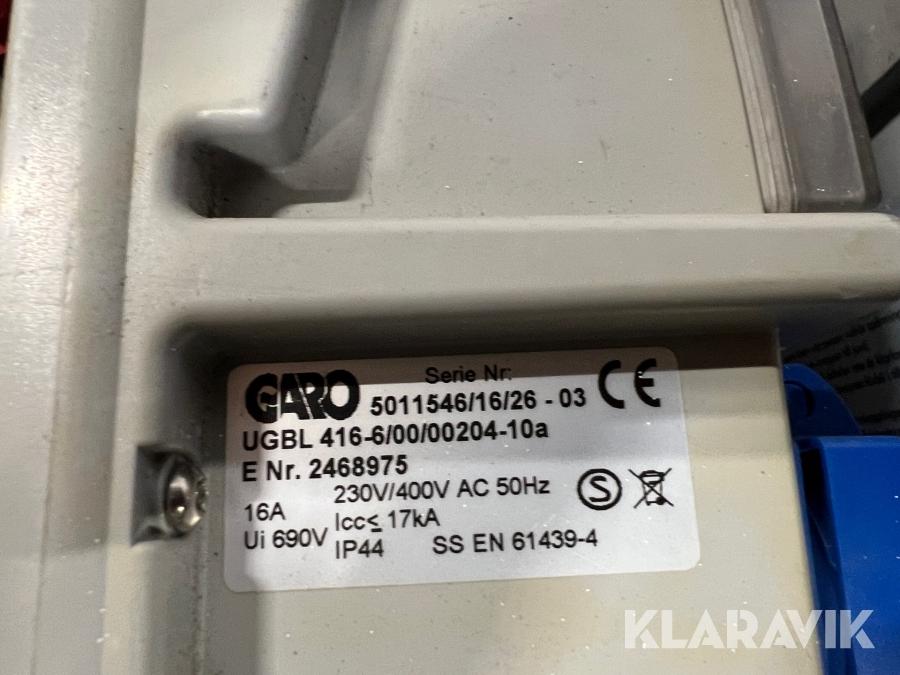 GARO Serie Nr: CE
5011546/16/26 - 03
UGBL 416-6/00/00204-10a
E Nr. 2468975
230V/400V AC 50Hz S
16A Icc≤ 17kA
Ui 690V IP44 SS EN 61439-4
KLARAVIK